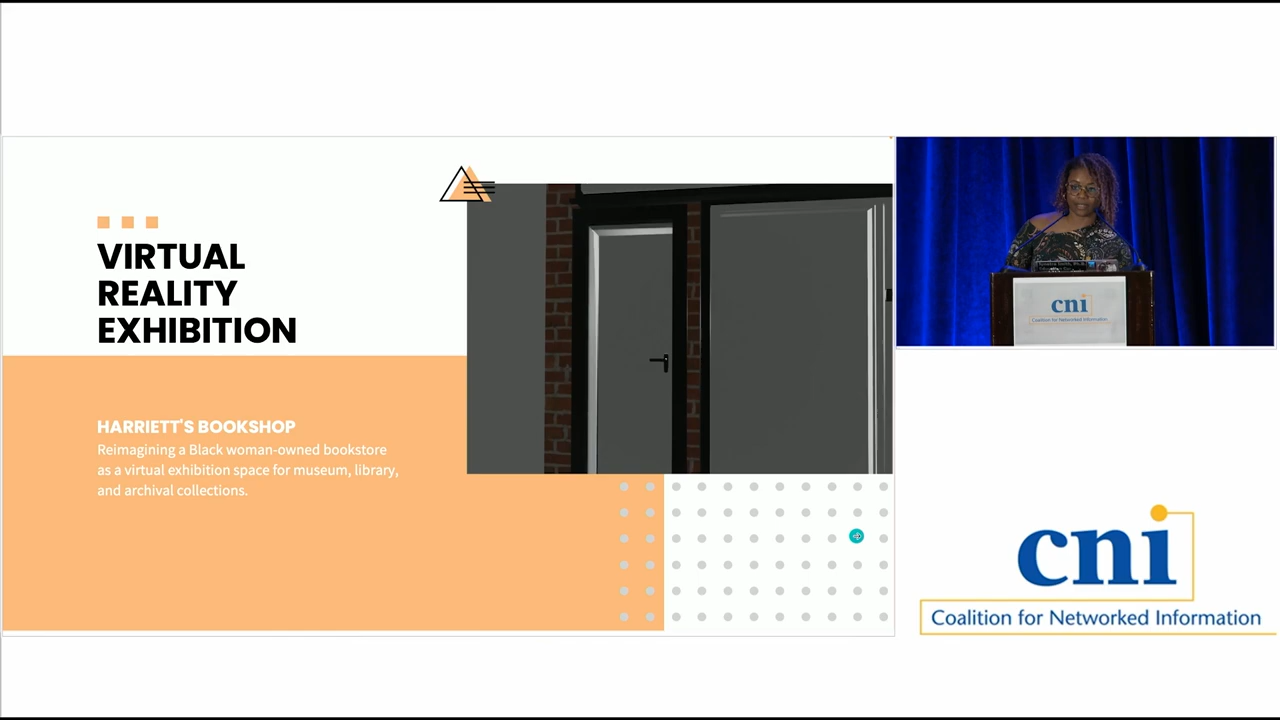 VIRTUAL
REALITY
EXHIBITION
HARRIETT'S BOOKSHOP
Reimagining a Black woman-owned bookstore
as a virtual exhibition space for museum, library,
and archival collections.
cni
Coalition for Networked Information
cni
Coalition for Networked Information